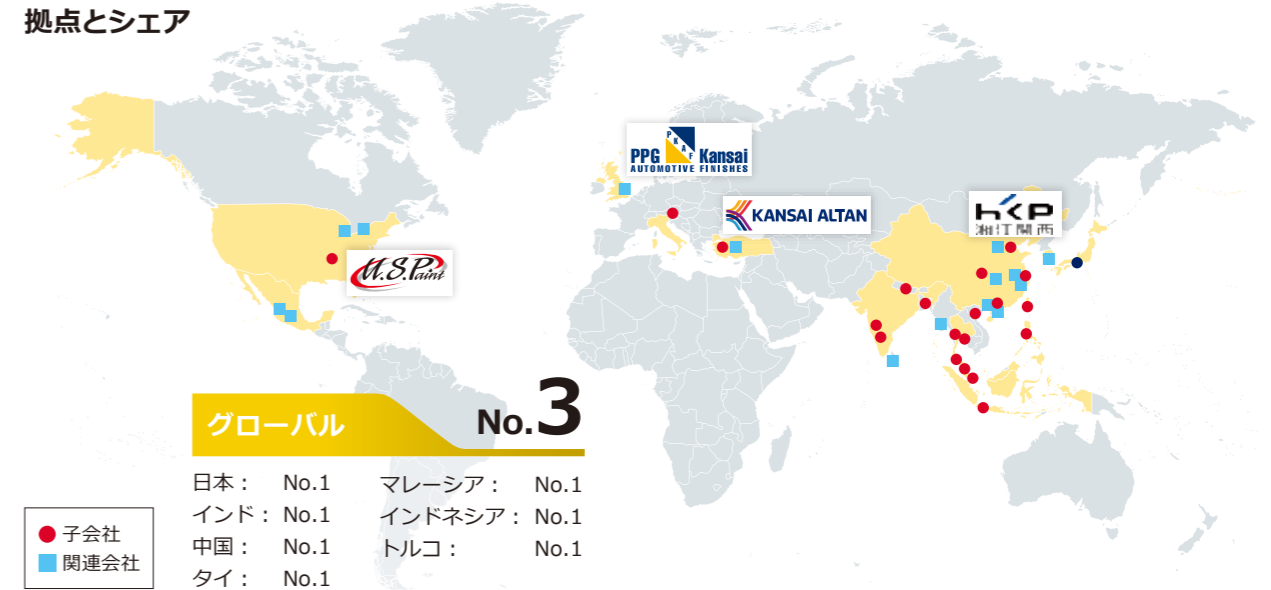 拠点とシェア
PKAF
PPG Kansai
AUTOMOTIVE FINISHES
KANSAI ALTAN
HKP
湘江関西
U.S.Paint
グローバル No.3
日本： No.1 マレーシア： No.1
インド： No.1 インドネシア： No.1
中国： No.1 トルコ： No.1
タイ： No.1
子会社
関連会社